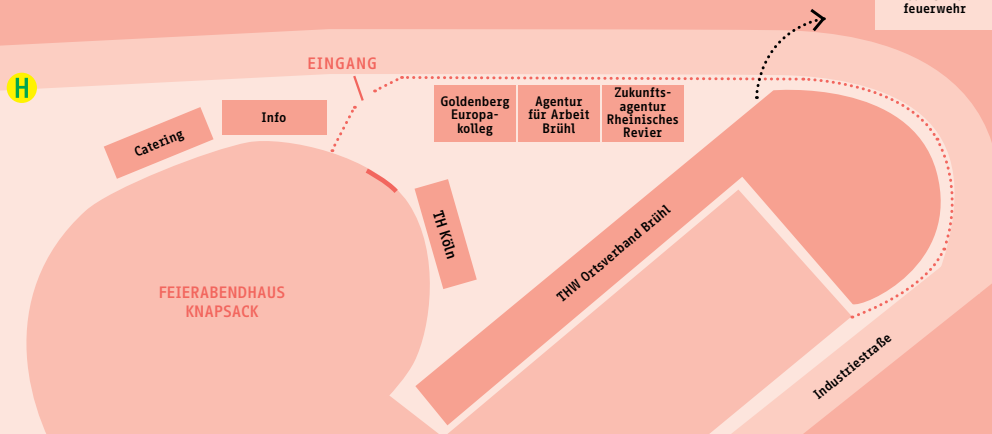 feuerwehr
EINGANG
H
Goldenberg
Europa-
kolleg
Agentur
für Arbeit
Brühl
Zukunfts-
agentur
Rheinisches
Revier
Info
Catering
TH Köln
THW Ortsverband Brühl
FEIERABENDHAUS
KNAPSACK
Industriestraße